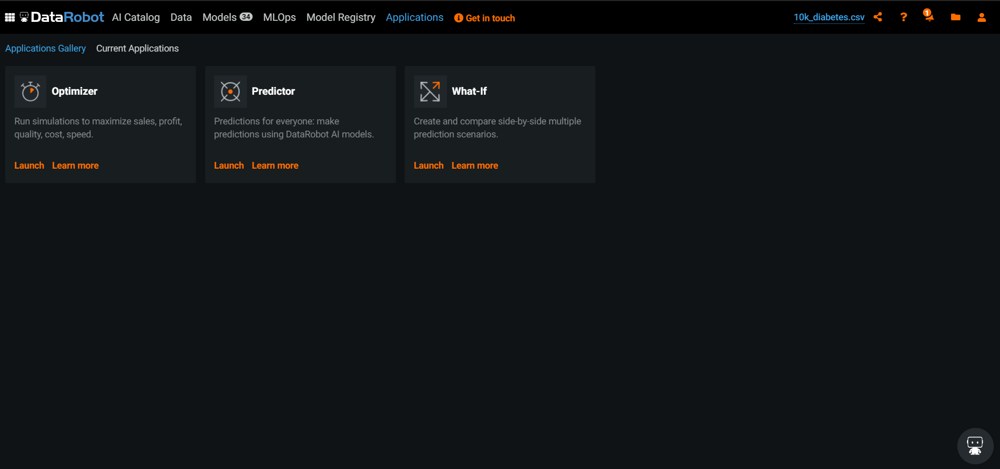 DataRobot AI Catalog Data Models 34 MLOps Model Registry Applications Get in touch 10k_diabetes.csv ? 1
Applications Gallery Current Applications
Optimizer
Run simulations to maximize sales, profit,
quality, cost, speed.
Launch Learn more
Predictor
Predictions for everyone: make
predictions using DataRobot AI models.
Launch Learn more
What-If
Create and compare side-by-side multiple
prediction scenarios.
Launch Learn more